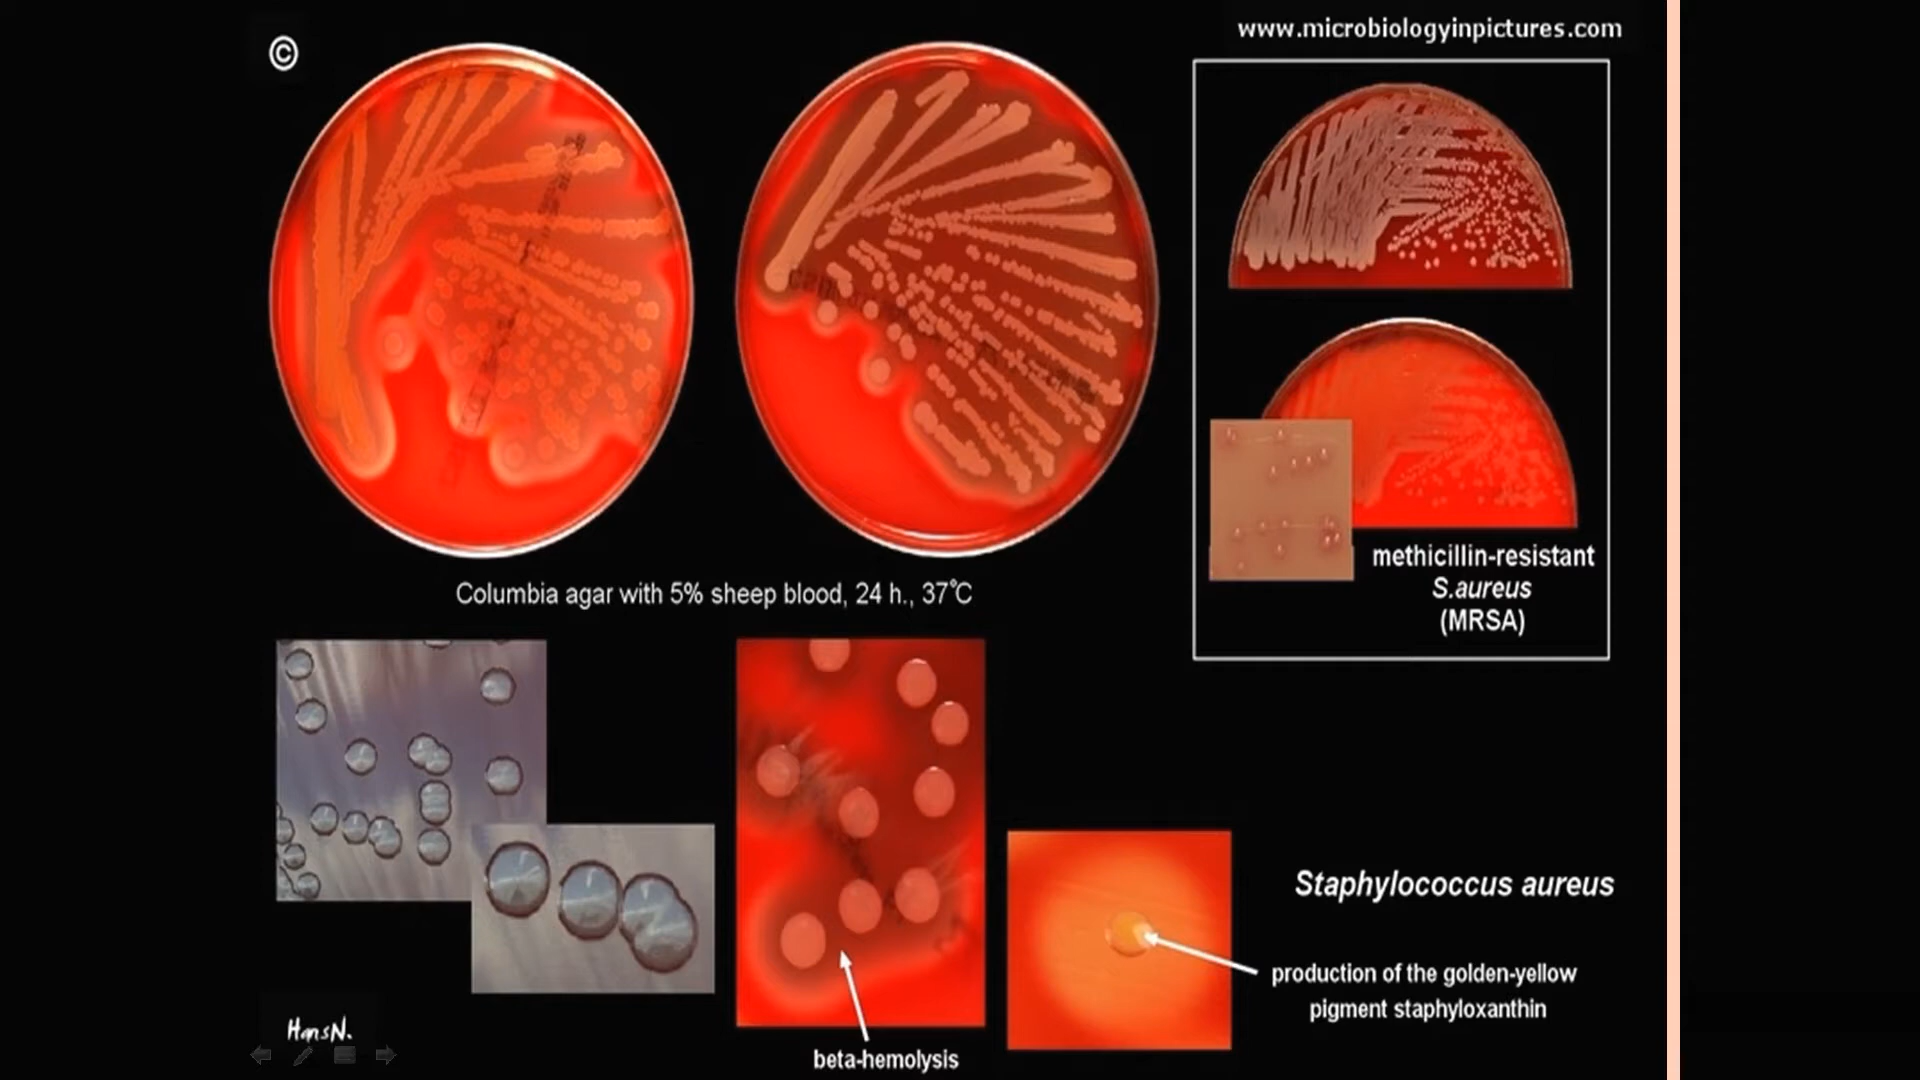 ©
www.microbiologyinpictures.com
Columbia agar with 5% sheep blood, 24 h., 37°C
methicillin-resistant
S.aureus
(MRSA)
Staphylococcus aureus
production of the golden-yellow
pigment staphyloxanthin
beta-hemolysis
HansN.